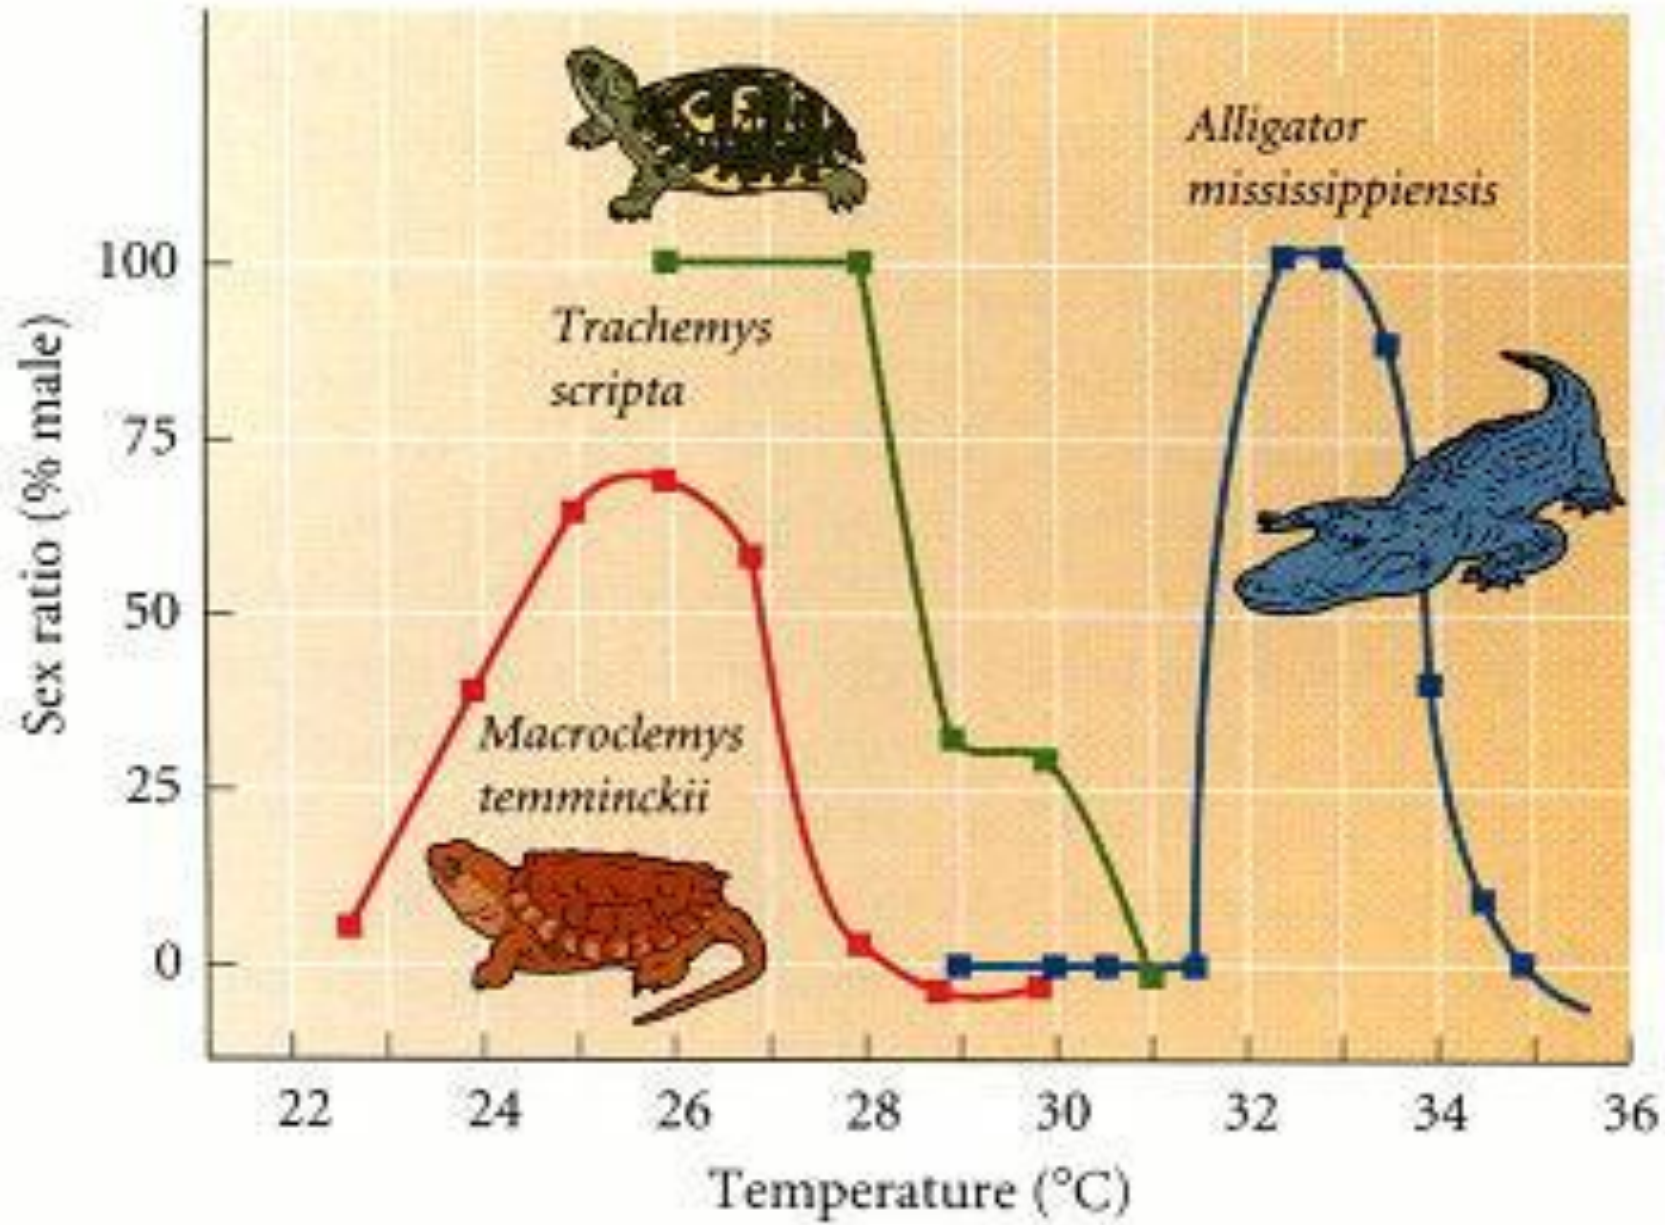 Alligator
mississippiensis
100
Trachemys
scripta
75
50
Macroclemys
temminckii
25
0
Sex ratio (% male)
22 24 26 28 30 32 34 36
Temperature (°C)